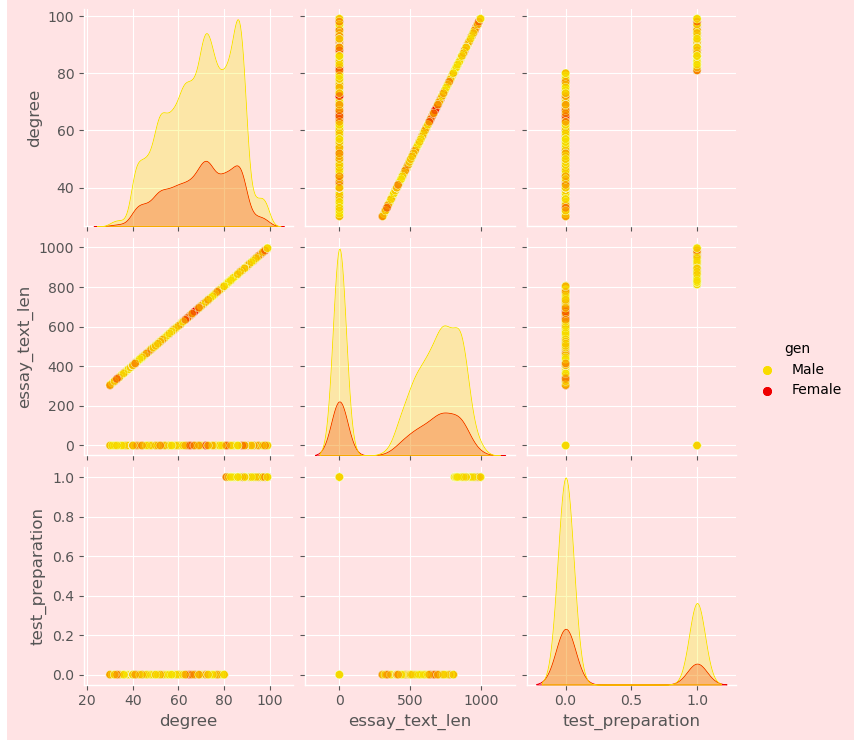 100
80
60
40
degree
1000
800
600
400
200
0
essay_text_len
gen
Male
Female
1.0
0.8
0.6
0.4
0.2
0.0
test_preparation
20 40 60 80 100
degree
0 500 1000
essay_text_len
0.0 0.5 1.0
test_preparation